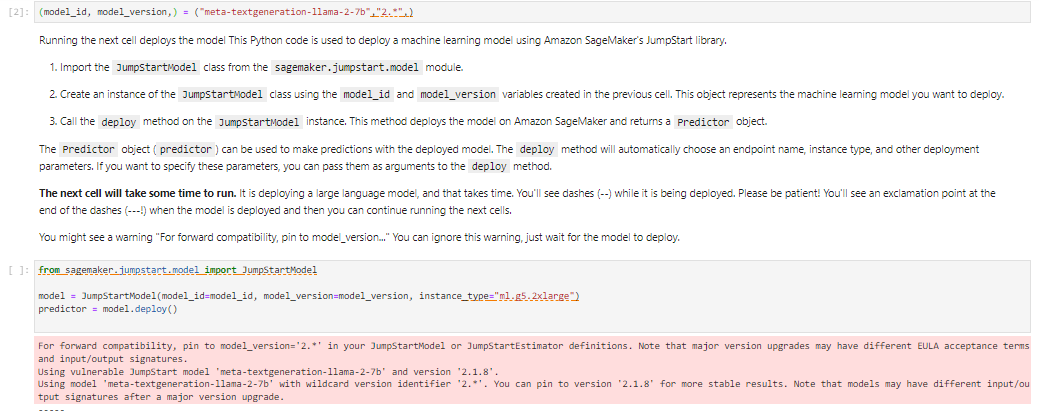 [2]: (model_id, model_version,) = ("meta-textgeneration-llama-2-7b","2.*",)
Running the next cell deploys the model This Python code is used to deploy a machine learning model using Amazon SageMaker's JumpStart library.
1. Import the JumpStartModel class from the sagemaker.jumpstart.model module.
2. Create an instance of the JumpStartModel class using the model_id and model_version variables created in the previous cell. This object represents the machine learning model you want to deploy.
3. Call the deploy method on the JumpStartModel instance. This method deploys the model on Amazon SageMaker and returns a Predictor object.
The Predictor object ( predictor ) can be used to make predictions with the deployed model. The deploy method will automatically choose an endpoint name, instance type, and other deployment
parameters. If you want to specify these parameters, you can pass them as arguments to the deploy method.
The next cell will take some time to run. It is deploying a large language model, and that takes time. You'll see dashes (--) while it is being deployed. Please be patient! You'll see an exclamation point at the
end of the dashes (---!) when the model is deployed and then you can continue running the next cells.
You might see a warning "For forward compatibility, pin to model_version..." You can ignore this warning, just wait for the model to deploy.
[ ]: from sagemaker.jumpstart.model import JumpStartModel
model = JumpStartModel(model_id=model_id, model_version=model_version, instance_type="ml.g5.2xlarge")
predictor = model.deploy()
For forward compatibility, pin to model_version='2.*' in your JumpStartModel or JumpStartEstimator definitions. Note that major version upgrades may have different EULA acceptance terms
and input/output signatures.
Using vulnerable JumpStart model 'meta-textgeneration-llama-2-7b' and version '2.1.8'.
Using model 'meta-textgeneration-llama-2-7b' with wildcard version identifier '2.*'. You can pin to version '2.1.8' for more stable results. Note that models may have different input/ou
tput signatures after a major version upgrade.
-----